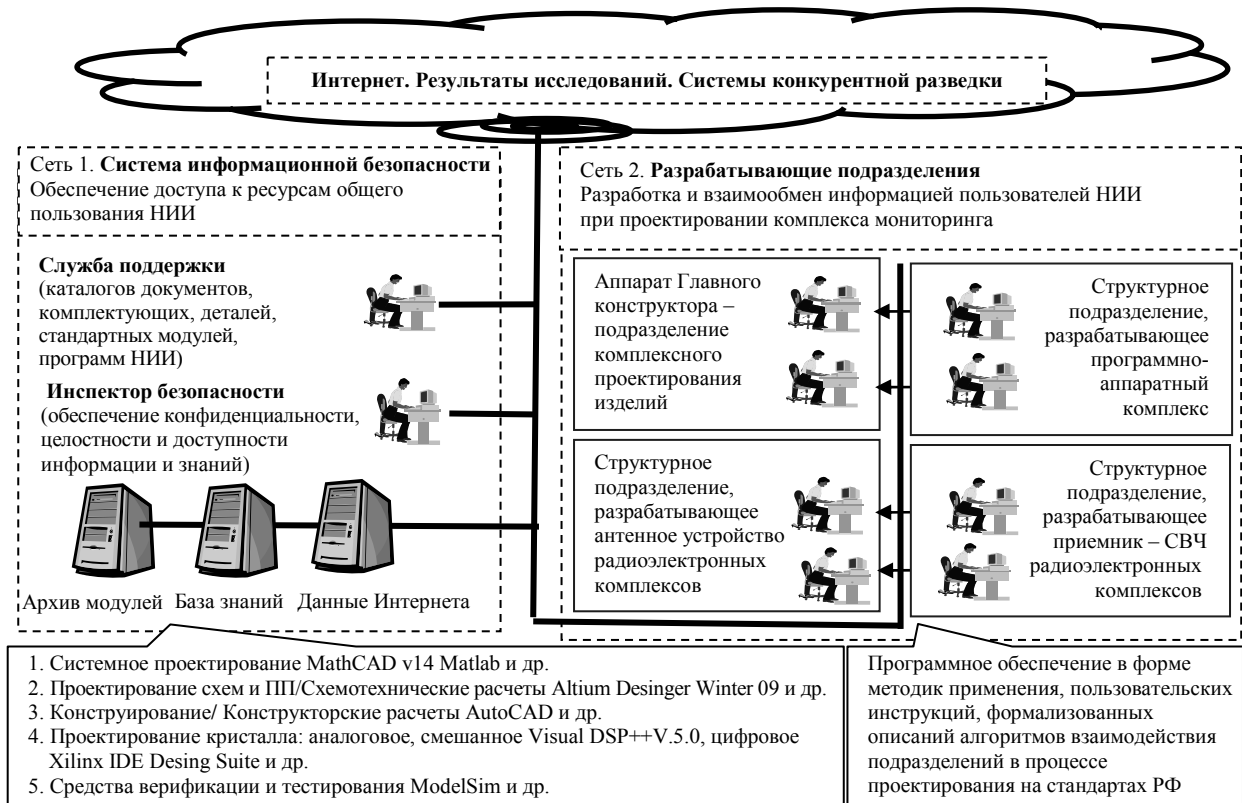 Интернет. Результаты исследований. Системы конкурентной разведки
Сеть 1. Система информационной безопасности
Обеспечение доступа к ресурсам общего
пользования НИИ
Служба поддержки
(каталогов документов,
комплектующих, деталей,
стандартных модулей,
программ НИИ)
Инспектор безопасности
(обеспечение конфиденциальности,
целостности и доступности
информации и знаний)
Архив модулей База знаний Данные Интернета
Сеть 2. Разрабатывающие подразделения
Разработка и взаимообмен информацией пользователей НИИ
при проектировании комплекса мониторинга
Аппарат Главного
конструктора –
подразделение
комплексного
проектирования
изделий
Структурное
подразделение,
разрабатывающее
программно-
аппаратный
комплекс
Структурное
подразделение,
разрабатывающее
антенное устройство
радиоэлектронных
комплексов
Структурное
подразделение,
разрабатывающее
приемник – СВЧ
радиоэлектронных
комплексов
1. Системное проектирование MathCAD v14 Matlab и др.
2. Проектирование схем и ПП/Схемотехнические расчеты Altium Desinger Winter 09 и др.
3. Конструирование/ Конструкторские расчеты AutoCAD и др.
4. Проектирование кристалла: аналоговое, смешанное Visual DSP++V.5.0, цифровое
Xilinx IDE Desing Suite и др.
5. Средства верификации и тестирования ModelSim и др.
Программное обеспечение в форме
методик применения, пользовательских
инструкций, формализованных
описаний алгоритмов взаимодействия
подразделений в процессе
проектирования на стандартах РФ